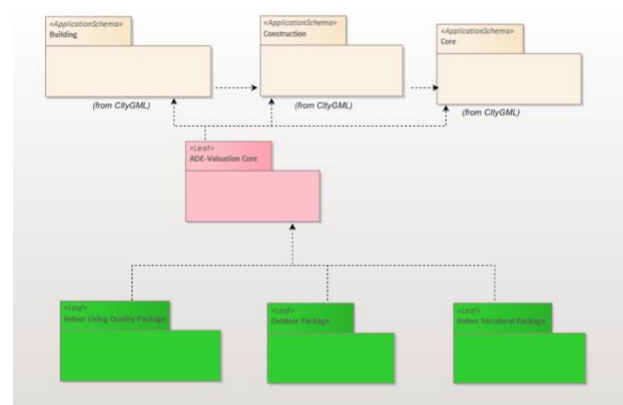 «ApplicationSchema»
Building
«ApplicationSchema»
Construction
«ApplicationSchema»
Core
(from CItyGML)
(from CItyGML)
(from CItyGML)
«Leaf»
ADE-Valuation Core
«Leaf»
Indoor Living Quality Package
«Leaf»
Outdoor Package
«Leaf»
Indoor Strcutural Package